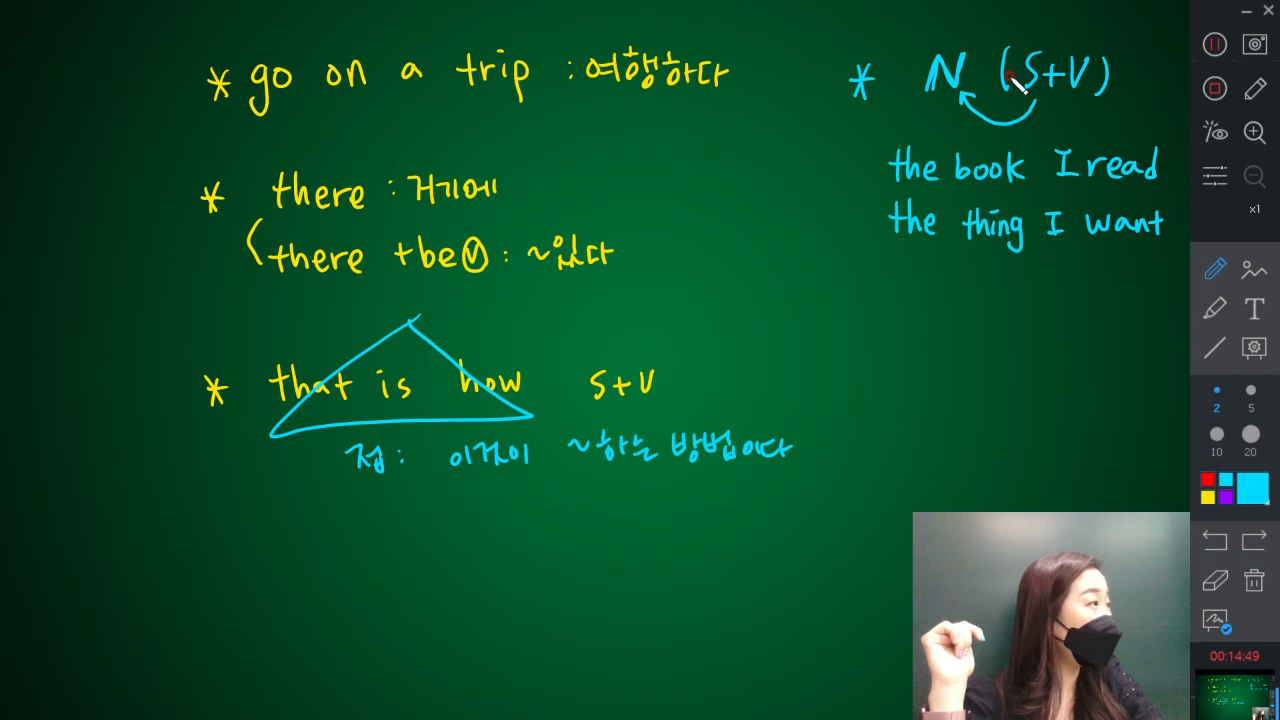 * go on a trip : 여행하다
* there : 거기에
there +be Ⓥ : ~있다
* that is how S+V
점 : 이것이 ~하는 방법이다
* N (S+V)
the book I read
the thing I want
x1
2 5
10 20
00:14:49